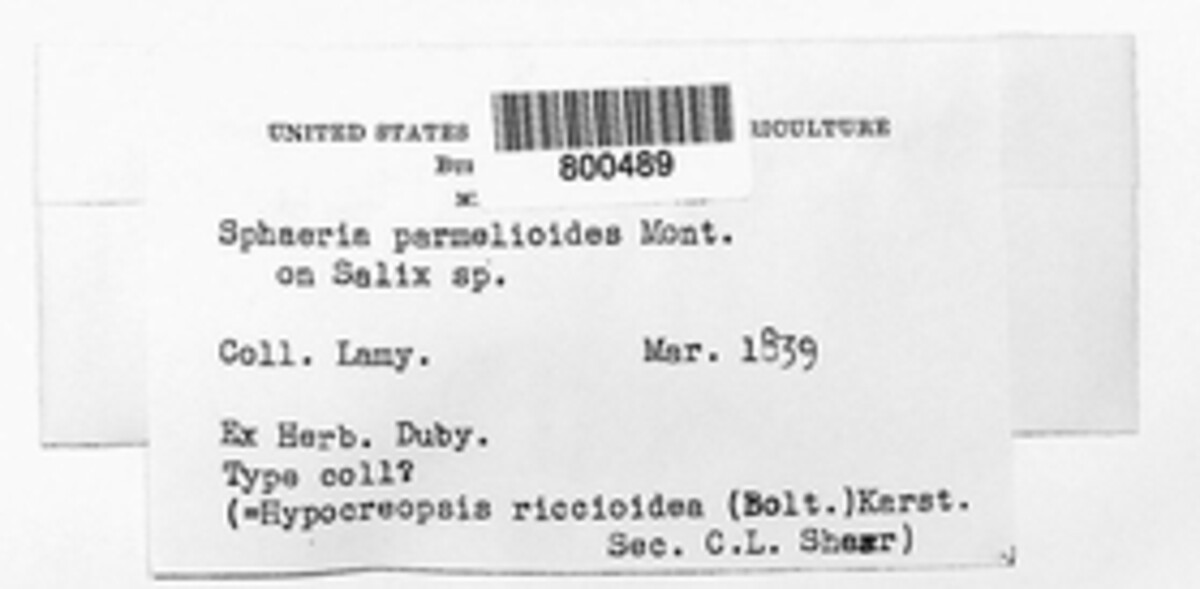 UNITED STATES RICULTURE
800489
Sphaeria parmelioides Mont.
on Salix sp.
Coll. Lamy. Mar. 1839
Ex Herb. Duby.
Type coll?
(=Hypocreopsis riccioidea (Bolt.)Karst.
Sec. C.L. Shear)